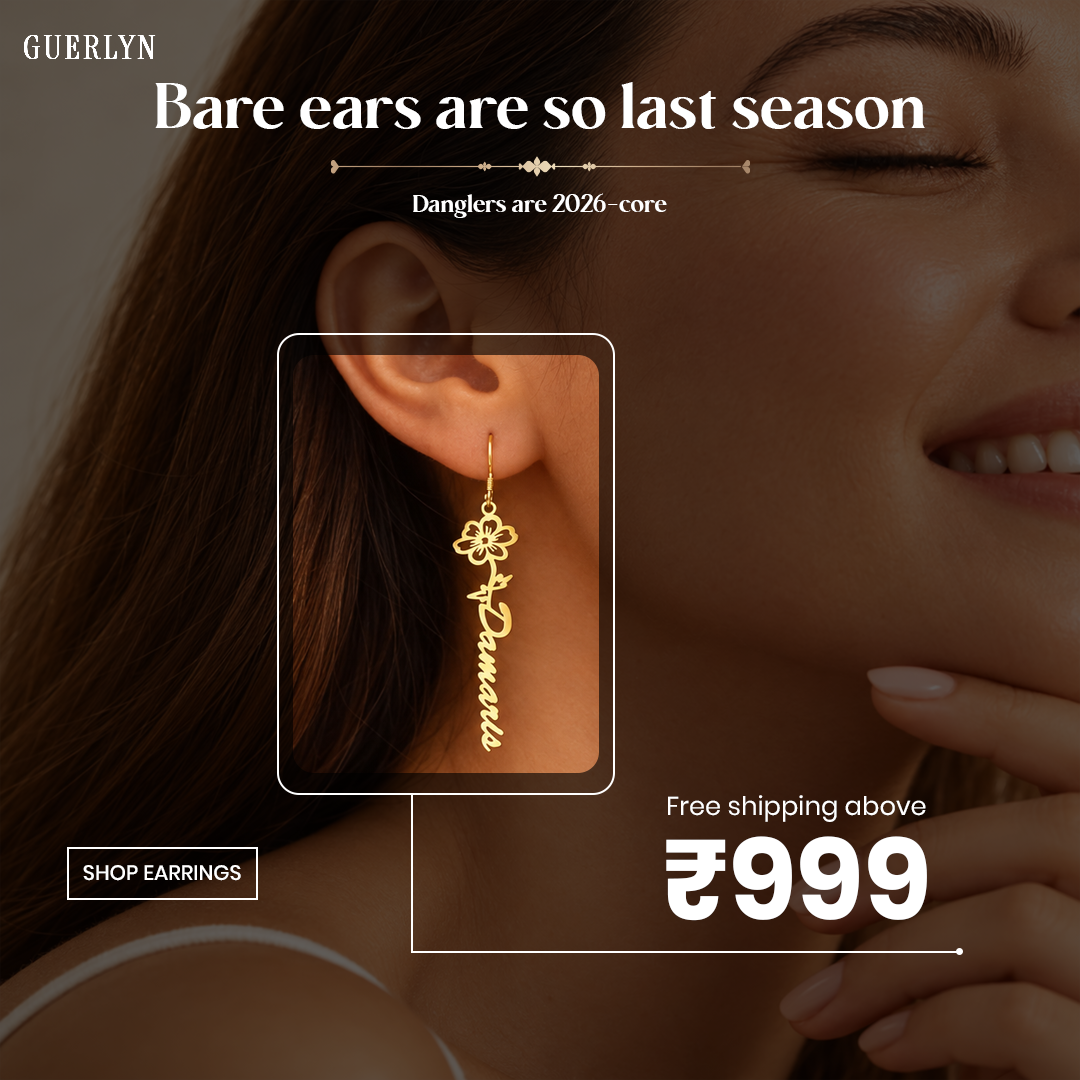 GUERLYN
Bare ears are so last season
Danglers are 2026-core
Damaris
Free shipping above
₹999
SHOP EARRINGS